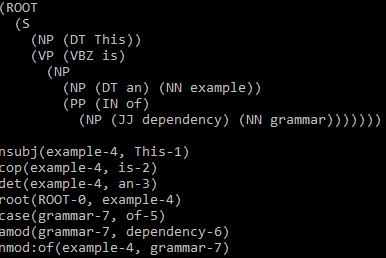 (ROOT
  (S
    (NP (DT This))
    (VP (VBZ is)
      (NP
        (NP (DT an) (NN example))
        (PP (IN of)
          (NP (JJ dependency) (NN grammar)))))))

nsubj(example-4, This-1)
cop(example-4, is-2)
det(example-4, an-3)
root(ROOT-0, example-4)
case(grammar-7, of-5)
amod(grammar-7, dependency-6)
nmod:of(example-4, grammar-7)